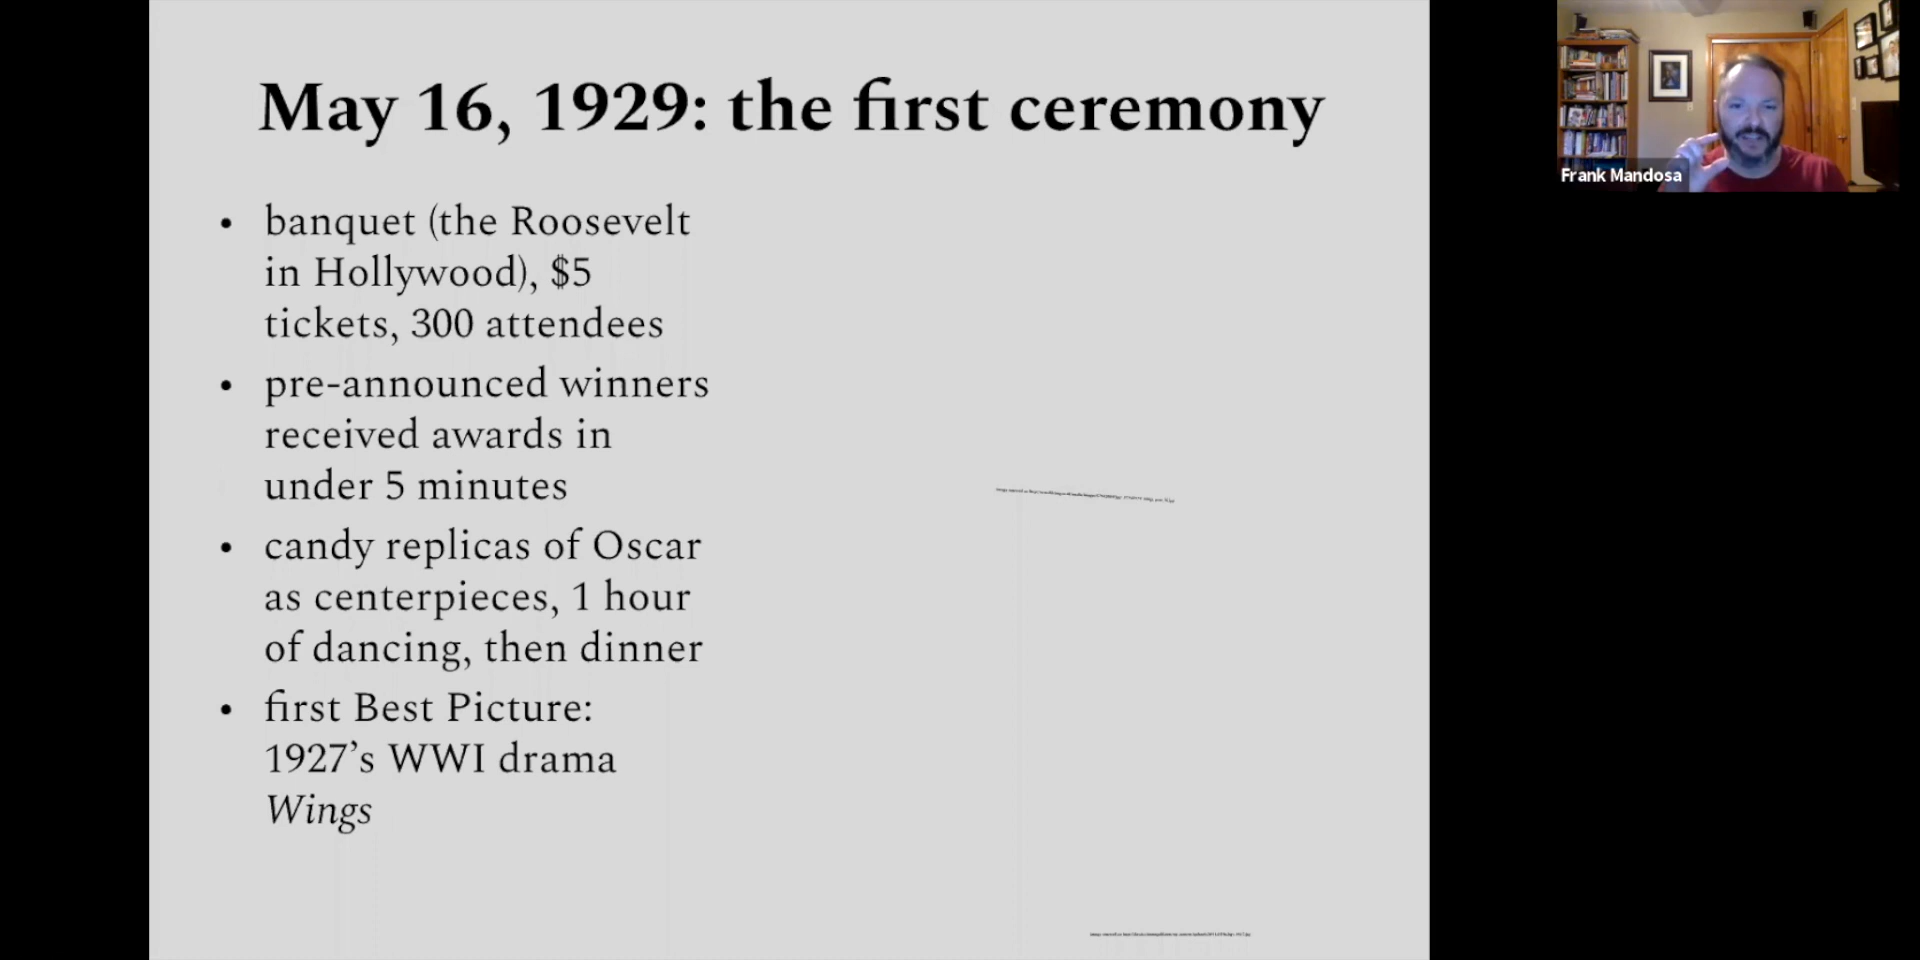 May 16, 1929: the first ceremony
• banquet (the Roosevelt
in Hollywood), $5
tickets, 300 attendees
• pre-announced winners
received awards in
under 5 minutes
• candy replicas of Oscar
as centerpieces, 1 hour
of dancing, then dinner
• first Best Picture:
1927’s WWI drama
Wings
Frank Mandosa